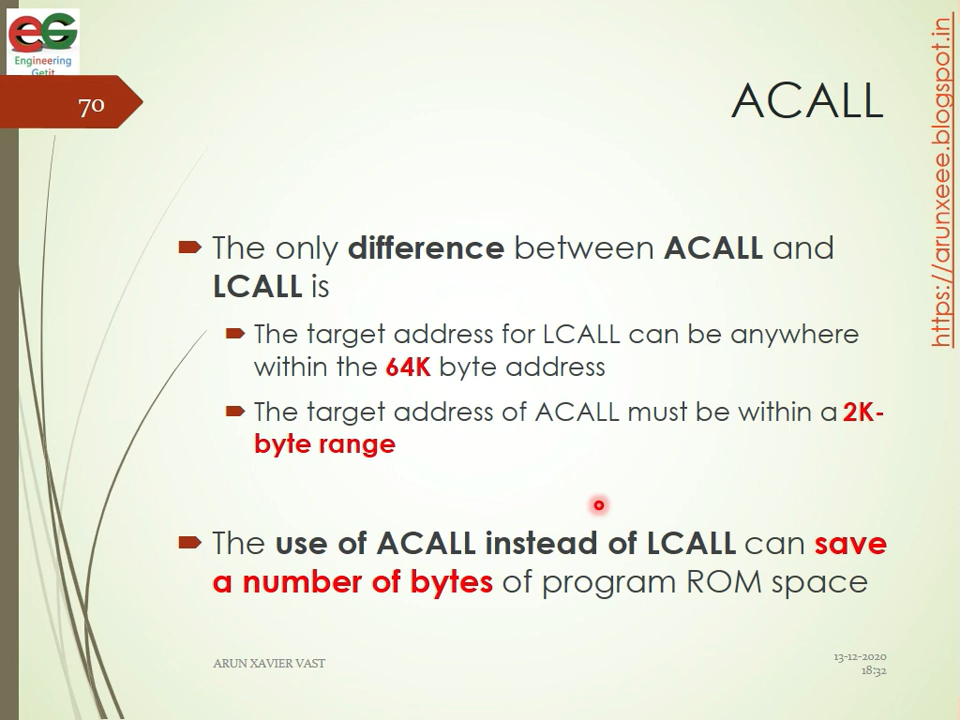 eG
Engineering
Getit
70
ACALL
https://arunxeee.blogspot.in
The only difference between ACALL and
LCALL is
The target address for LCALL can be anywhere
within the 64K byte address
The target address of ACALL must be within a 2K-
byte range
The use of ACALL instead of LCALL can save
a number of bytes of program ROM space
ARUN XAVIER VAST
13-12-2020
18:32